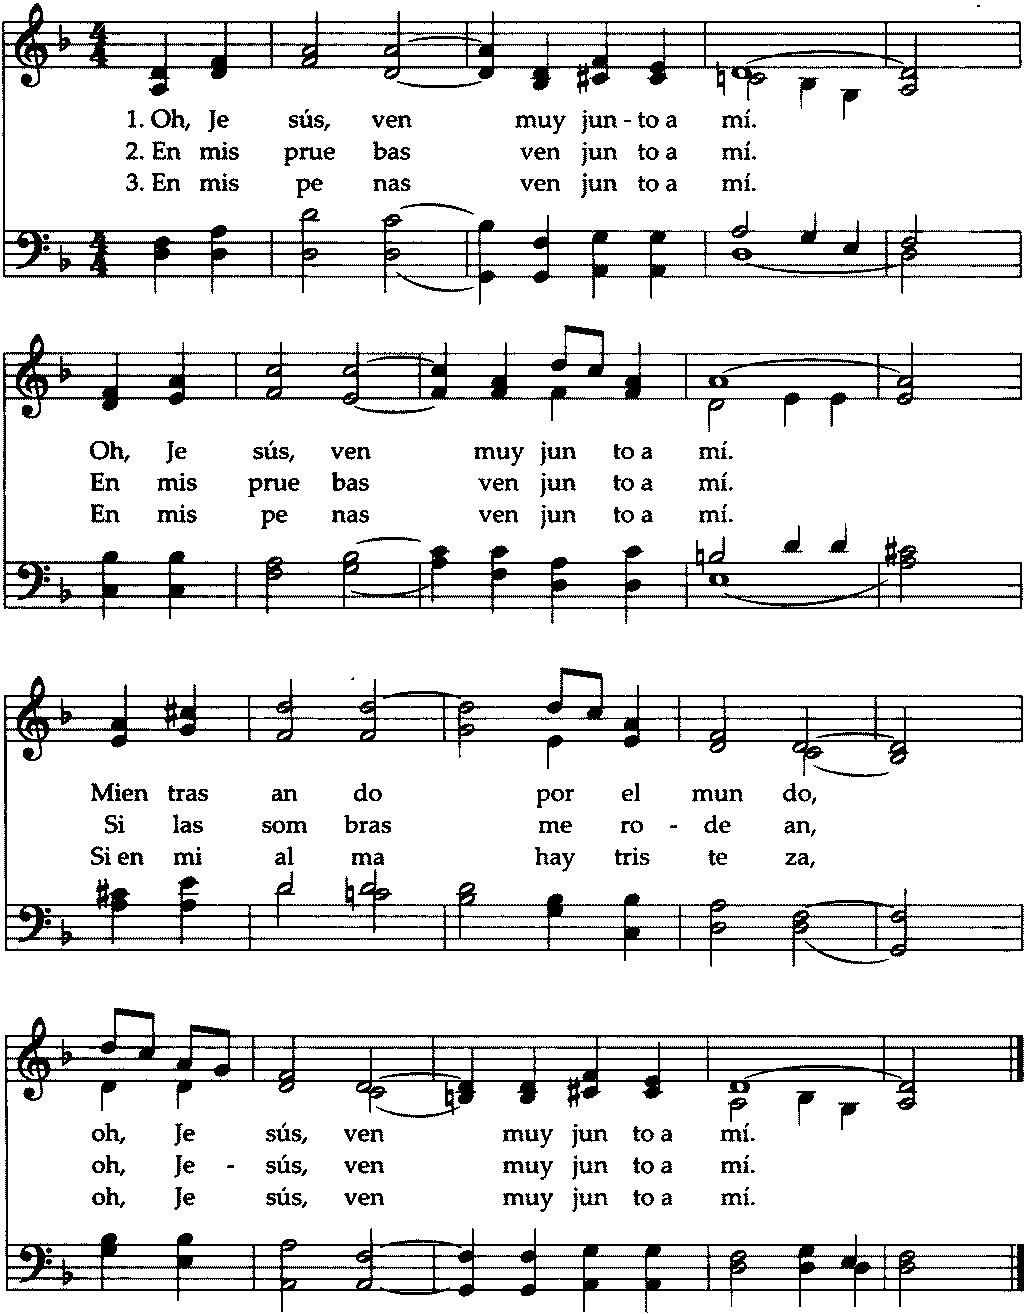 1. Oh, Je sús, ven muy jun - to a mí.
2. En mis prue bas ven jun to a mí.
3. En mis pe nas ven jun to a mí.
Oh, Je sús, ven muy jun to a mí.
En mis prue bas ven jun to a mí.
En mis pe nas ven jun to a mí.
Mien tras an do por el mun do,
Si las som bras me ro - de an,
Si en mi al ma hay tris te za,
oh, Je sús, ven muy jun to a mí.
oh, Je - sús, ven muy jun to a mí.
oh, Je sús, ven muy jun to a mí.